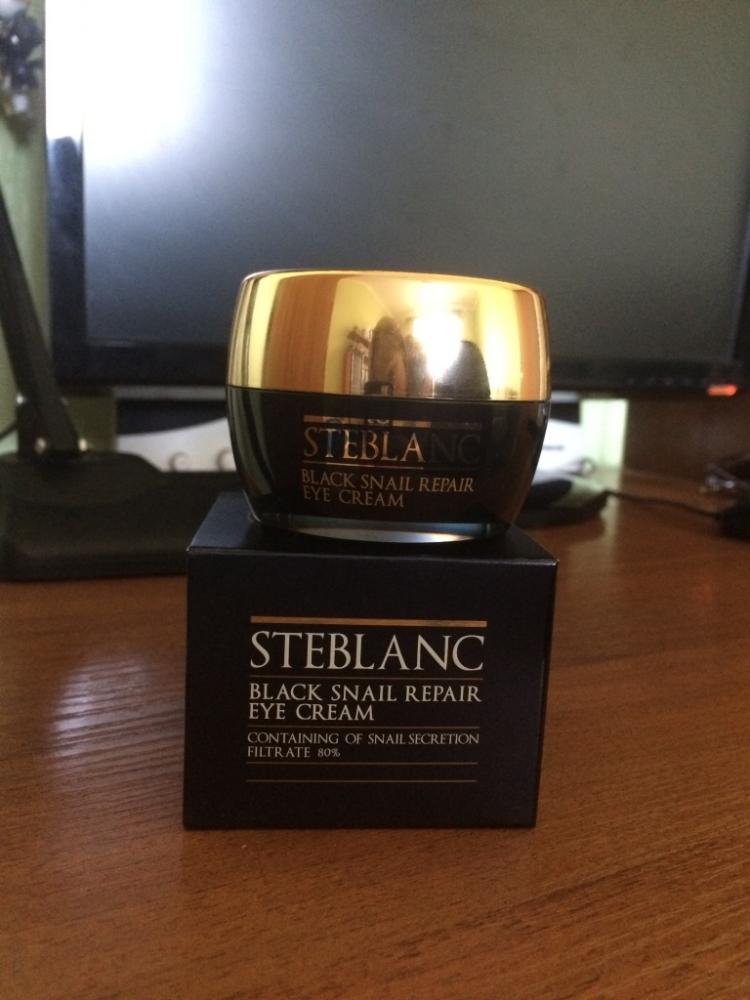 STEBLANC
BLACK SNAIL REPAIR
EYE CREAM
STEBLANC
BLACK SNAIL REPAIR
EYE CREAM
CONTAINING OF SNAIL SECRETION
FILTRATE 80%